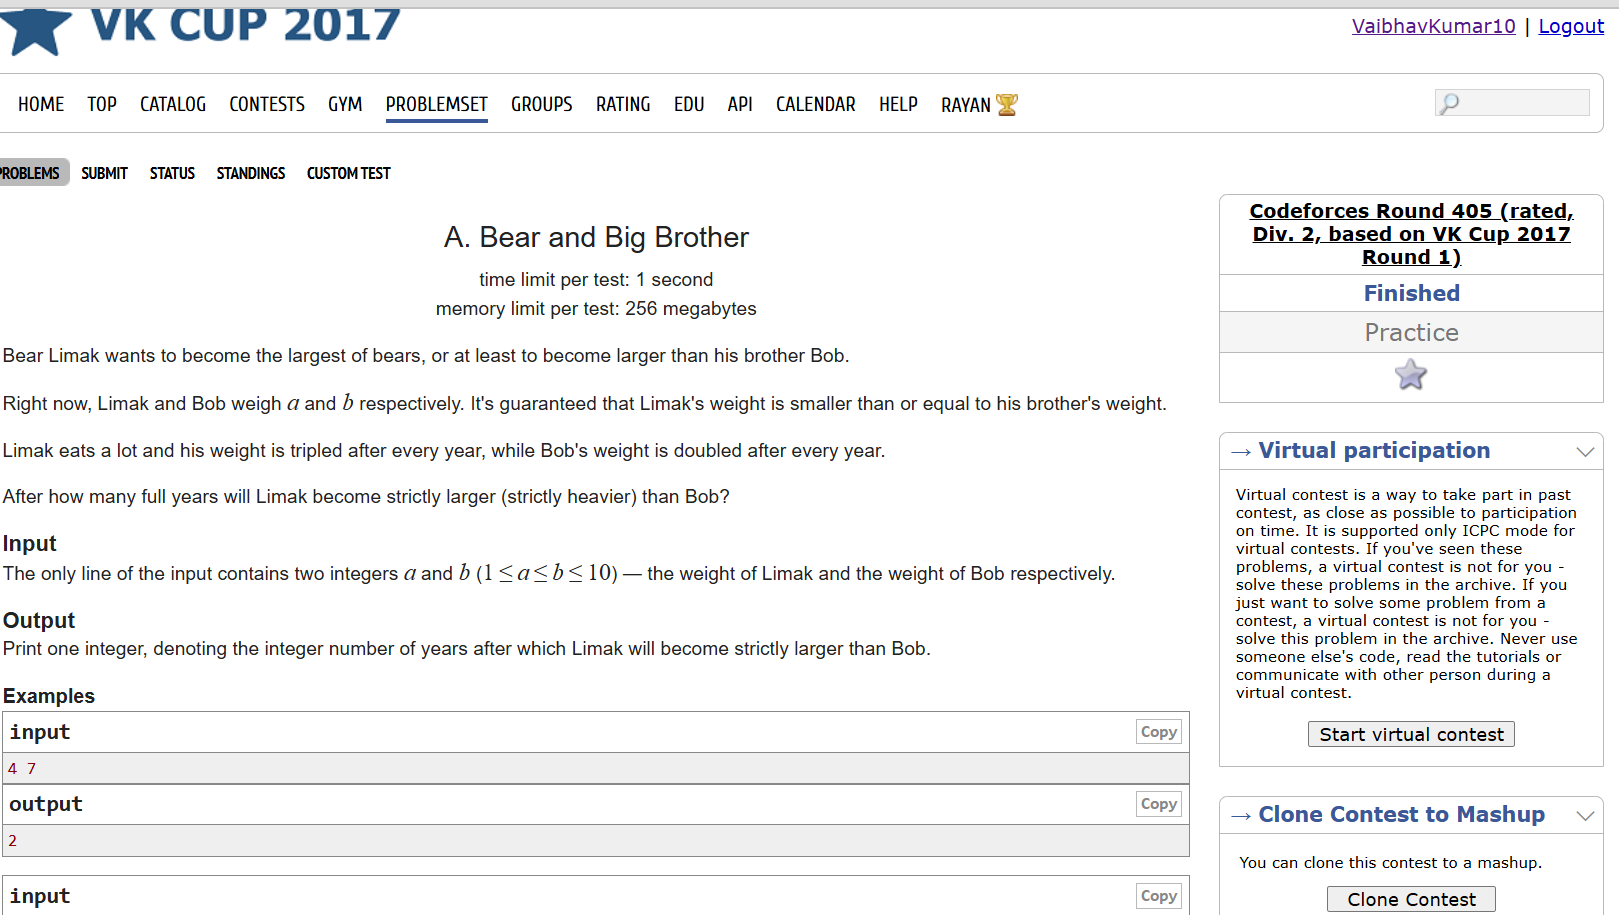 VK CUP 2017
VaibhavKumar10 | Logout
HOME TOP CATALOG CONTESTS GYM PROBLEMSET GROUPS RATING EDU API CALENDAR HELP RAYAN
PROBLEMS SUBMIT STATUS STANDINGS CUSTOM TEST
A. Bear and Big Brother
time limit per test: 1 second
memory limit per test: 256 megabytes
Bear Limak wants to become the largest of bears, or at least to become larger than his brother Bob.
Right now, Limak and Bob weigh a and b respectively. It's guaranteed that Limak's weight is smaller than or equal to his brother's weight.
Limak eats a lot and his weight is tripled after every year, while Bob's weight is doubled after every year.
After how many full years will Limak become strictly larger (strictly heavier) than Bob?
Input
The only line of the input contains two integers a and b (1 ≤ a ≤ b ≤ 10) — the weight of Limak and the weight of Bob respectively.
Output
Print one integer, denoting the integer number of years after which Limak will become strictly larger than Bob.
Examples
input
Copy
4 7
output
Copy
2
input
Copy
Codeforces Round 405 (rated,
Div. 2, based on VK Cup 2017
Round 1)
Finished
Practice
→ Virtual participation
Virtual contest is a way to take part in past
contest, as close as possible to participation
on time. It is supported only ICPC mode for
virtual contests. If you've seen these
problems, a virtual contest is not for you -
solve these problems in the archive. If you
just want to solve some problem from a
contest, a virtual contest is not for you -
solve this problem in the archive. Never use
someone else's code, read the tutorials or
communicate with other person during a
virtual contest.
Start virtual contest
→ Clone Contest to Mashup
You can clone this contest to a mashup.
Clone Contest